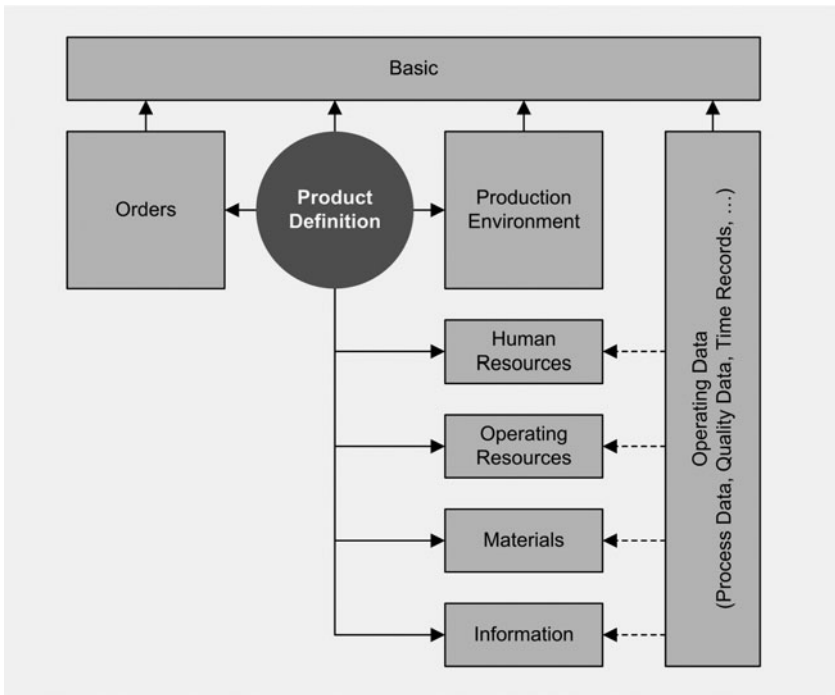 Basic
Orders
Product
Definition
Production
Environment
Human
Resources
Operating
Resources
Materials
Information
Operating Data
(Process Data, Quality Data, Time Records, ...)